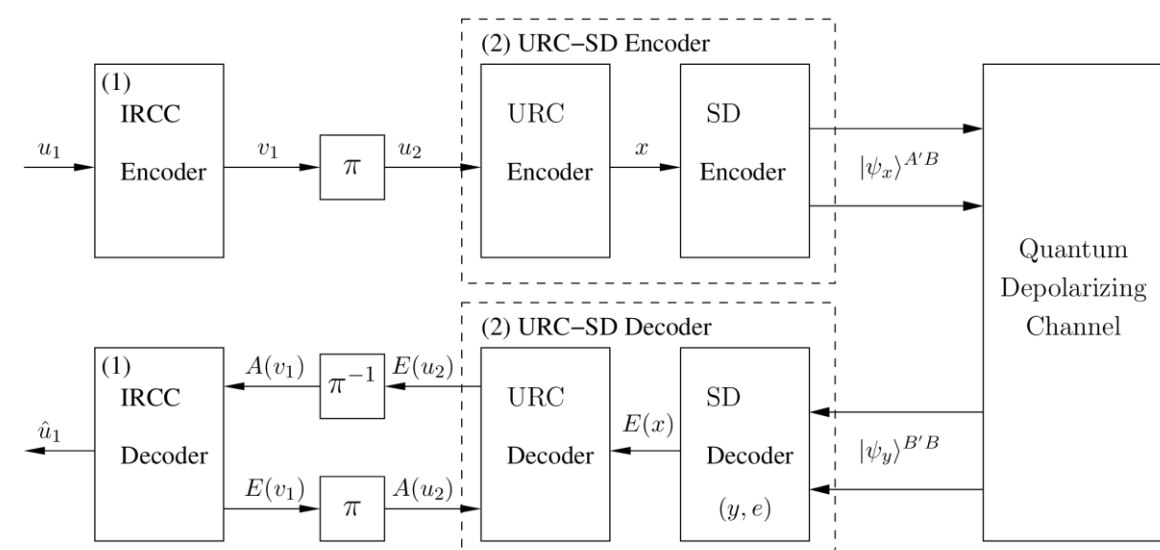 (2) URC−SD Encoder
(1)
IRCC
Encoder
URC
Encoder
SD
Encoder
u₁
v₁
π
u₂
x
|ψₓ⟩^{A′B}
Quantum
Depolarizing
Channel
(2) URC−SD Decoder
(1)
IRCC
Decoder
A(v₁)
π⁻¹
E(u₂)
URC
Decoder
E(x)
SD
Decoder
(y, e)
|ψ_y⟩^{B′B}
û₁
E(v₁)
π
A(u₂)